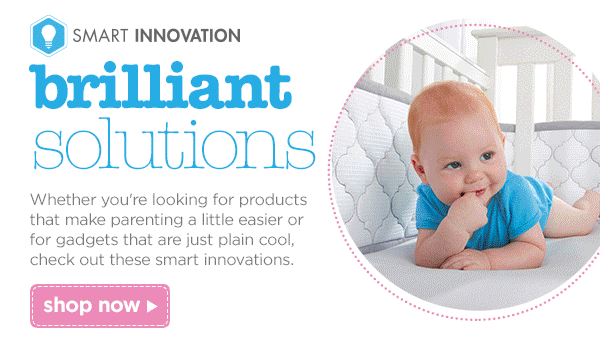 SMART INNOVATION
brilliant
solutions
Whether you're looking for products
that make parenting a little easier or
for gadgets that are just plain cool,
check out these smart innovations.
shop now